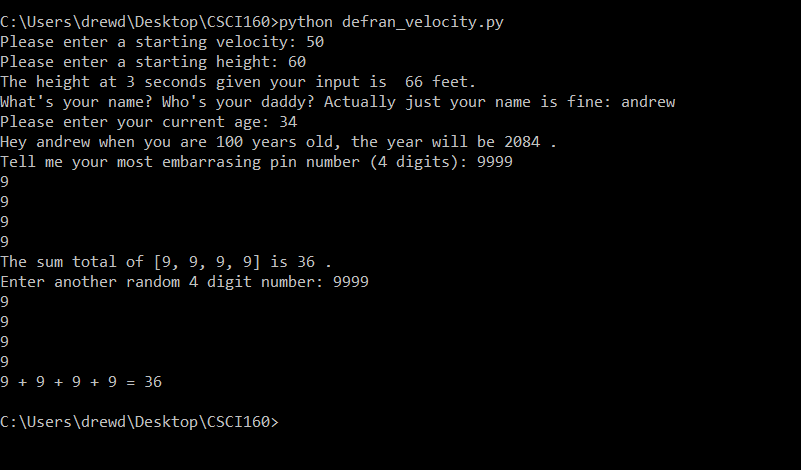 C:\Users\drewd\Desktop\CSCI160>python defran_velocity.py
Please enter a starting velocity: 50
Please enter a starting height: 60
The height at 3 seconds given your input is  66 feet.
What's your name? Who's your daddy? Actually just your name is fine: andrew
Please enter your current age: 34
Hey andrew when you are 100 years old, the year will be 2084 .
Tell me your most embarrasing pin number (4 digits): 9999
9
9
9
9
The sum total of [9, 9, 9, 9] is 36 .
Enter another random 4 digit number: 9999
9
9
9
9
9 + 9 + 9 + 9 = 36
C:\Users\drewd\Desktop\CSCI160>